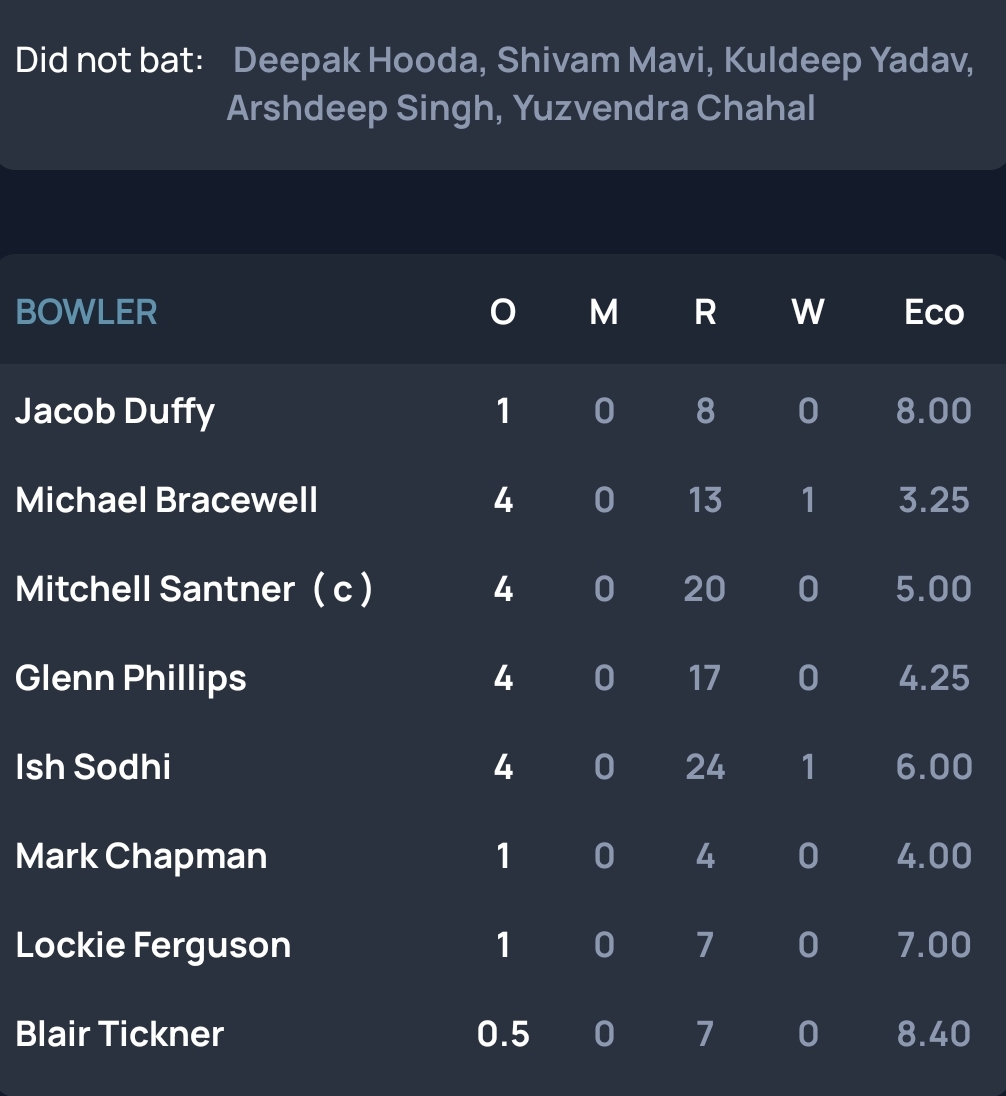 Did not bat: Deepak Hooda, Shivam Mavi, Kuldeep Yadav,
Arshdeep Singh, Yuzvendra Chahal
BOWLER O M R W Eco
Jacob Duffy 1 0 8 0 8.00
Michael Bracewell 4 0 13 1 3.25
Mitchell Santner ( c ) 4 0 20 0 5.00
Glenn Phillips 4 0 17 0 4.25
Ish Sodhi 4 0 24 1 6.00
Mark Chapman 1 0 4 0 4.00
Lockie Ferguson 1 0 7 0 7.00
Blair Tickner 0.5 0 7 0 8.40